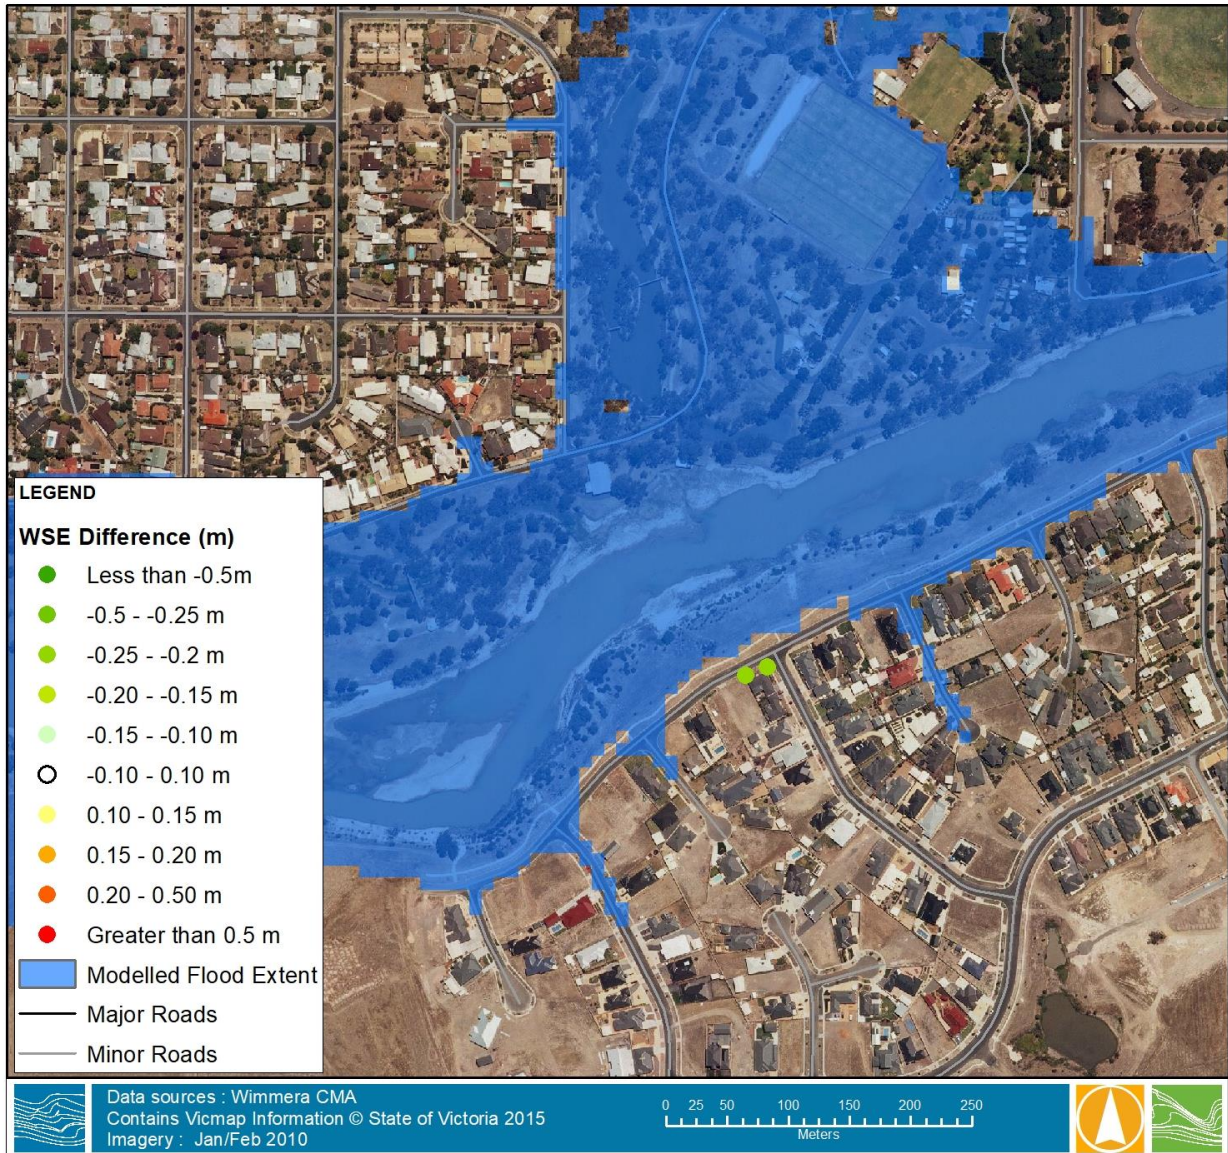 LEGEND
WSE Difference (m)
Less than -0.5m
-0.5 - -0.25 m
-0.25 - -0.2 m
-0.20 - -0.15 m
-0.15 - -0.10 m
-0.10 - 0.10 m
0.10 - 0.15 m
0.15 - 0.20 m
0.20 - 0.50 m
Greater than 0.5 m
Modelled Flood Extent
Major Roads
Minor Roads
Data sources : Wimmera CMA
Contains Vicmap Information © State of Victoria 2015
Imagery : Jan/Feb 2010
0 25 50 100 150 200 250
Meters